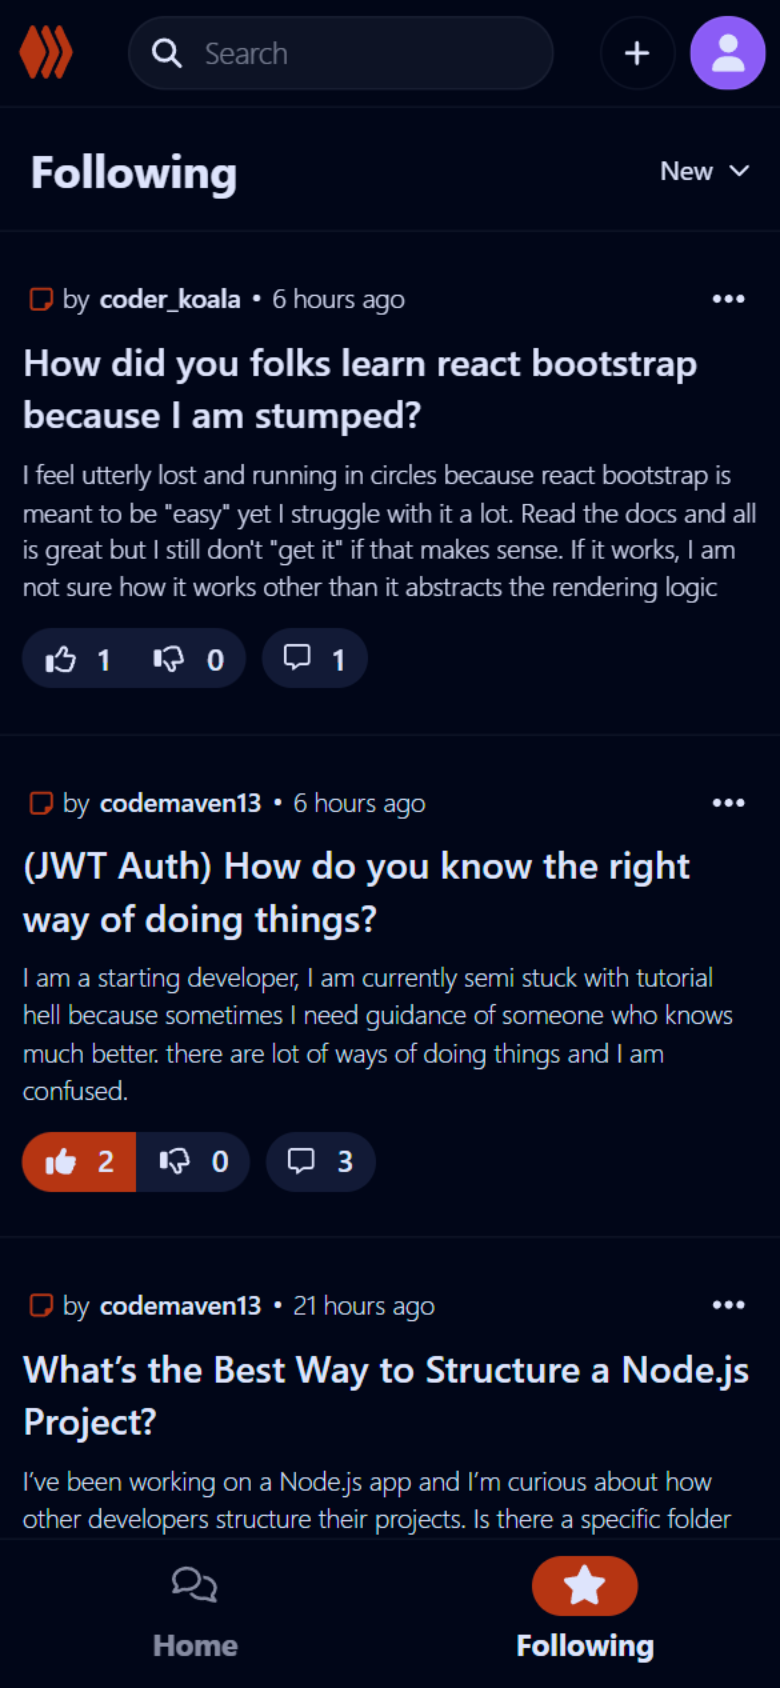 Search
Following
New
by coder_koala • 6 hours ago
How did you folks learn react bootstrap
because I am stumped?
I feel utterly lost and running in circles because react bootstrap is
meant to be "easy" yet I struggle with it a lot. Read the docs and all
is great but I still don't "get it" if that makes sense. If it works, I am
not sure how it works other than it abstracts the rendering logic
1 0 1
by codemaven13 • 6 hours ago
(JWT Auth) How do you know the right
way of doing things?
I am a starting developer, I am currently semi stuck with tutorial
hell because sometimes I need guidance of someone who knows
much better. there are lot of ways of doing things and I am
confused.
2 0 3
by codemaven13 • 21 hours ago
What’s the Best Way to Structure a Node.js
Project?
I’ve been working on a Node.js app and I’m curious about how
other developers structure their projects. Is there a specific folder
Home Following